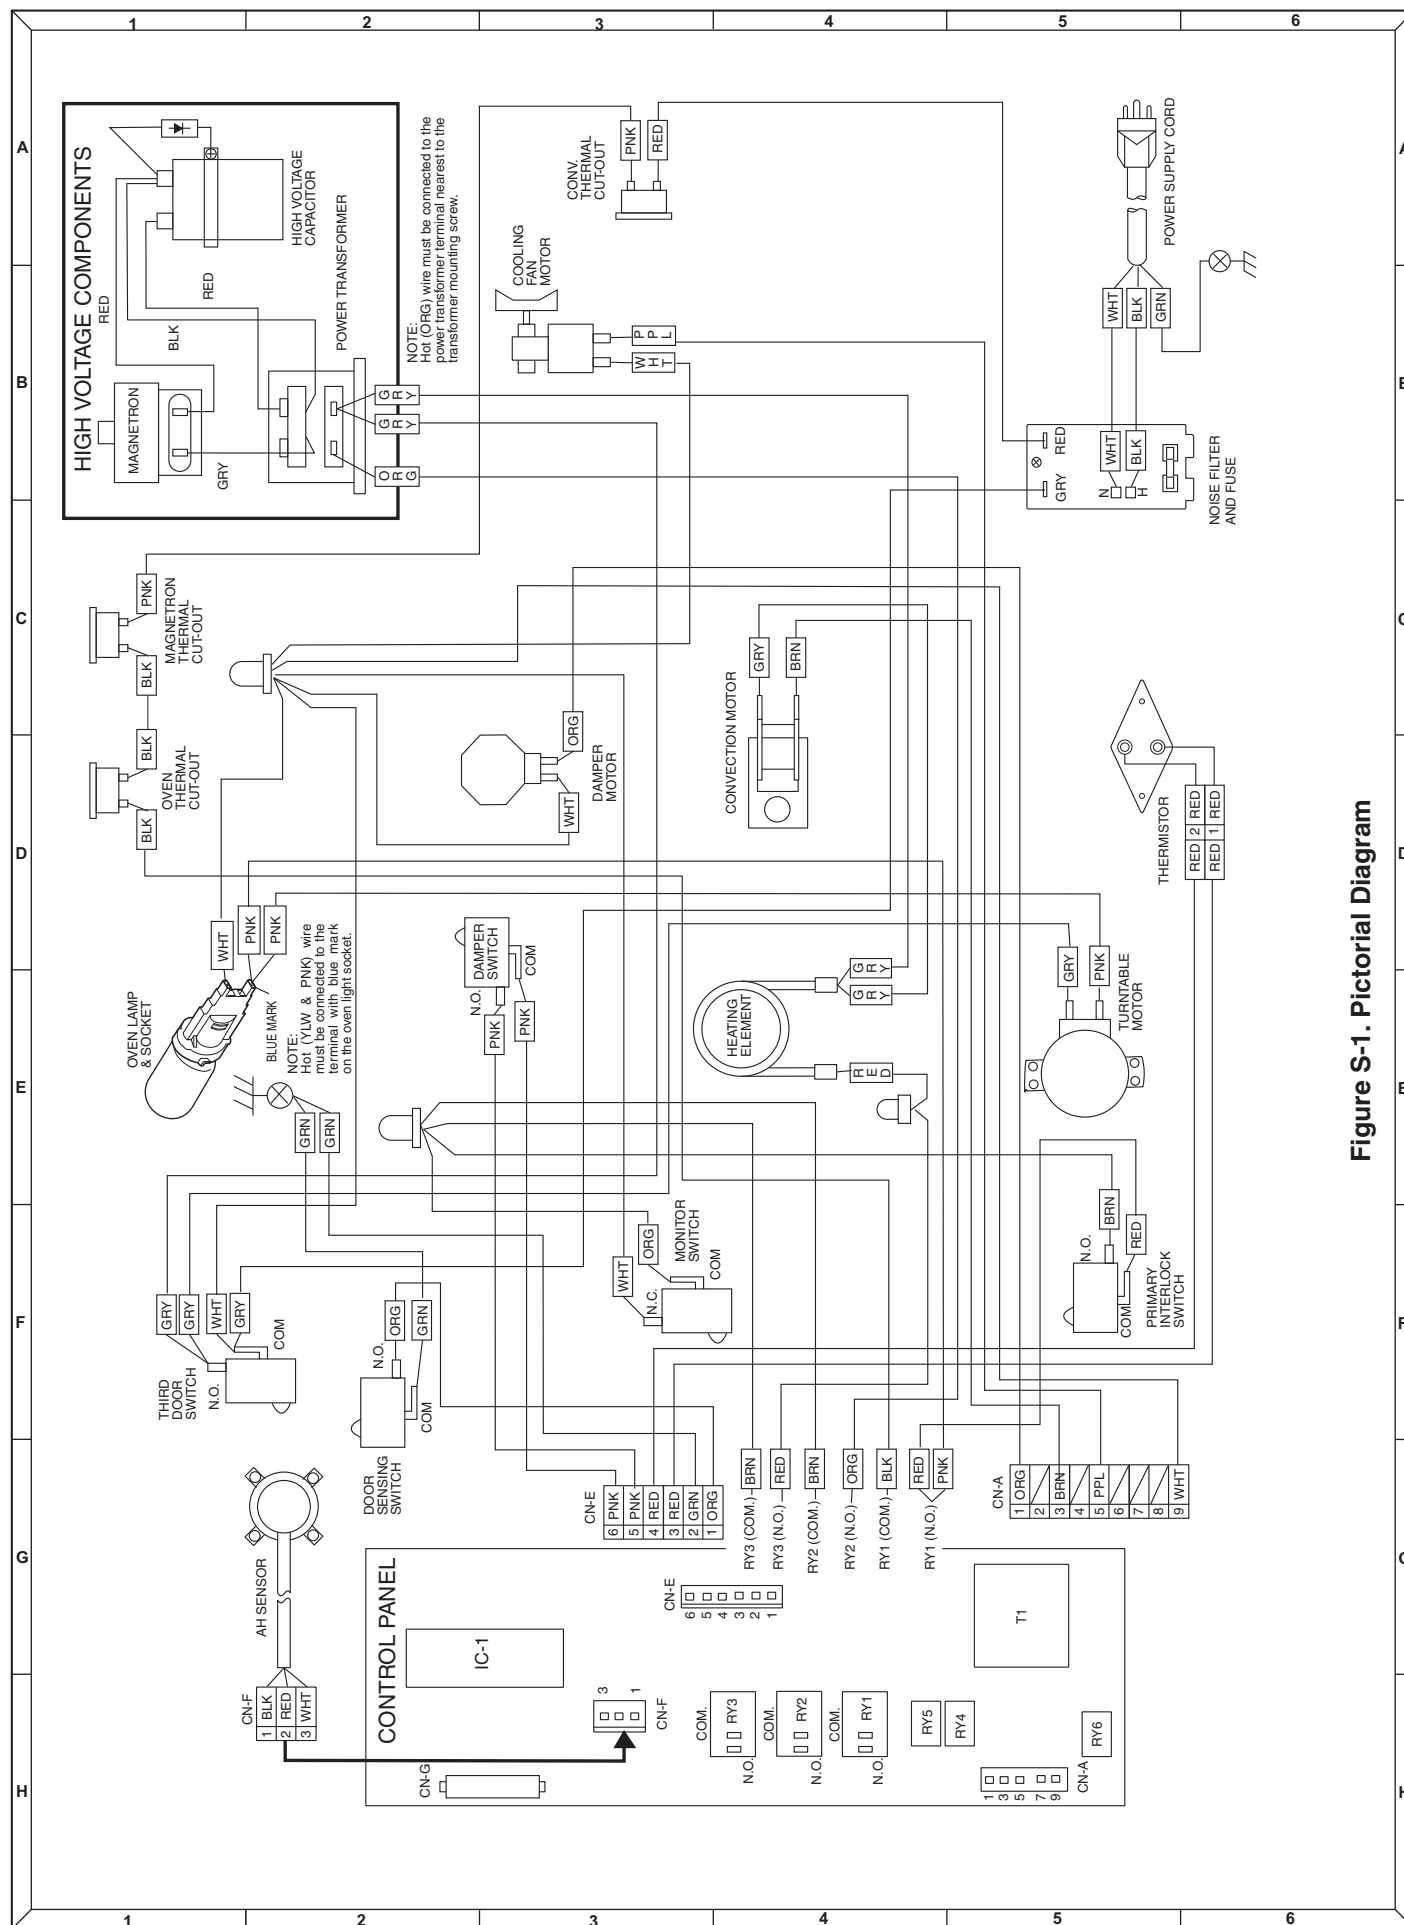 1 2 3 4 5 6
A
B
C
D
E
F
G
H
HIGH VOLTAGE COMPONENTS
HIGH VOLTAGE
CAPACITOR
RED
RED
BLK
MAGNETRON
GRY
POWER TRANSFORMER
GRY
GRY
ORG
NOTE:
Hot (ORG) wire must be connected to the
power transformer terminal nearest to the
transformer mounting screw.
COOLING
FAN
MOTOR
PPL
WHT
CONV.
THERMAL
CUT-OUT
PNK
RED
POWER SUPPLY CORD
WHT
BLK
GRN
RED
GRY
WHT
BLK
N
H
NOISE FILTER
AND FUSE
PNK
MAGNETRON
THERMAL
CUT-OUT
BLK
BLK
OVEN
THERMAL
CUT-OUT
BLK
ORG
DAMPER
MOTOR
WHT
CONVECTION MOTOR
GRY
BRN
THERMISTOR
RED 2 RED
RED 1 RED
OVEN LAMP
& SOCKET
WHT
PNK
PNK
BLUE MARK
NOTE:
Hot (YLW & PNK) wire
must be connected to the
terminal with blue mark
on the oven light socket.
GRN
GRN
DAMPER
SWITCH
N.O.
COM
PNK
PNK
HEATING
ELEMENT
GRY
GRY
RED
GRY
PNK
TURNTABLE
MOTOR
GRY
GRY
WHT
GRY
THIRD
DOOR
SWITCH
N.O.
COM
ORG
GRN
N.O.
COM
DOOR
SENSING
SWITCH
WHT
ORG
N.C.
COM
MONITOR
SWITCH
BRN
RED
N.O.
COM
PRIMARY
INTERLOCK
SWITCH
AH SENSOR
CN-F
1 BLK
2 RED
3 WHT
CN-E
6 PNK
5 PNK
4 RED
3 RED
2 GRN
1 ORG
RY3 (COM.) BRN
RY3 (N.O.) RED
RY2 (COM.) BRN
RY2 (N.O.) ORG
RY1 (COM.) BLK
RY1 (N.O.) RED
PNK
CN-A
1 ORG
2
3 BRN
4
5 PPL
6
7
8
9 WHT
CONTROL PANEL
IC-1
CN-G
CN-F
3
1
CN-E
6
5
4
3
2
1
COM.
RY3
N.O.
COM.
RY2
N.O.
COM.
RY1
N.O.
RY5
RY4
T1
RY6
CN-A
1
3
5
7
9
Figure S-1. Pictorial Diagram
A
B
C
D
E
F
G
H
1 2 3 4 5 6